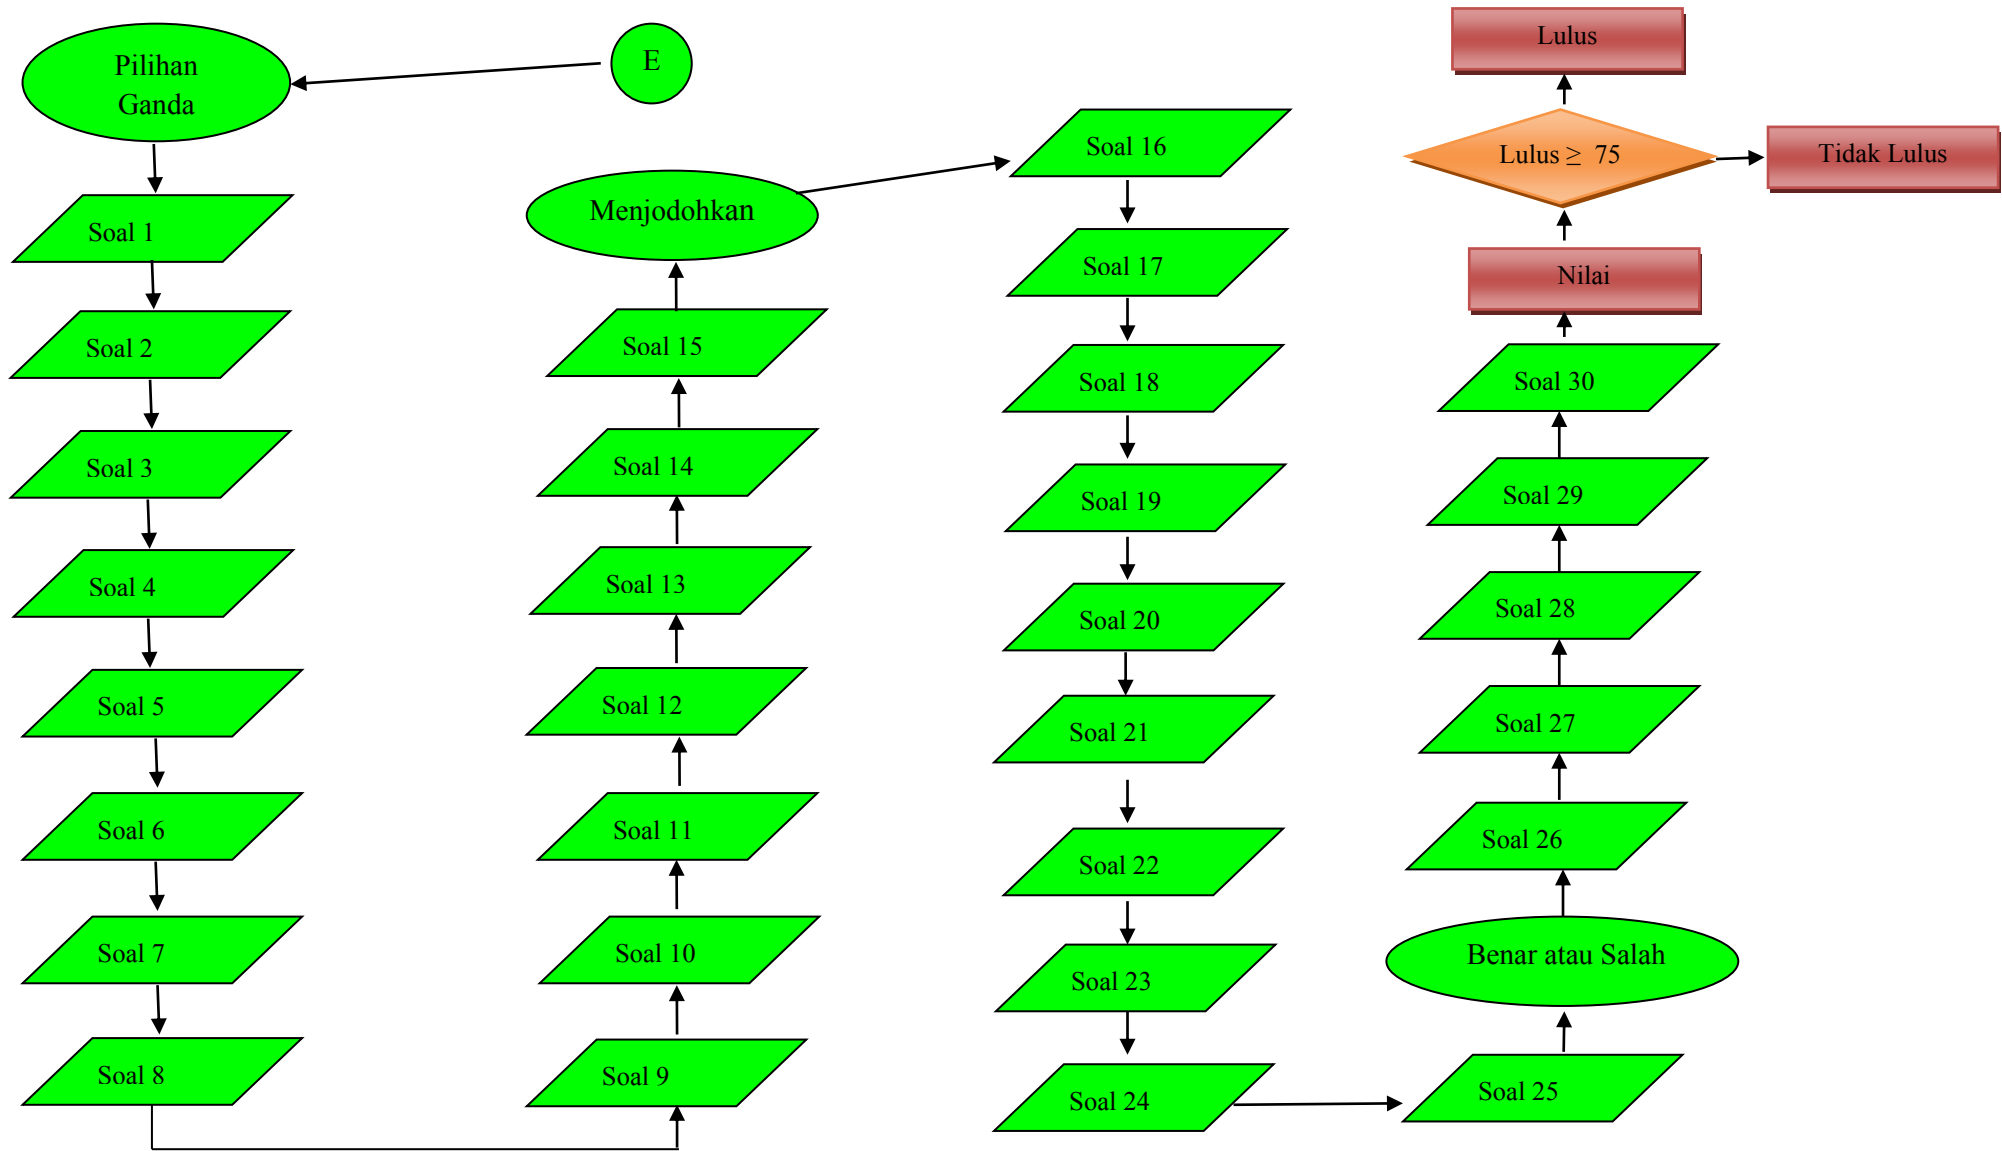 E
Pilihan
Ganda
Soal 1
Soal 2
Soal 3
Soal 4
Soal 5
Soal 6
Soal 7
Soal 8
Soal 9
Soal 10
Soal 11
Soal 12
Soal 13
Soal 14
Soal 15
Menjodohkan
Soal 16
Soal 17
Soal 18
Soal 19
Soal 20
Soal 21
Soal 22
Soal 23
Soal 24
Soal 25
Benar atau Salah
Soal 26
Soal 27
Soal 28
Soal 29
Soal 30
Nilai
Lulus ≥ 75
Lulus
Tidak Lulus